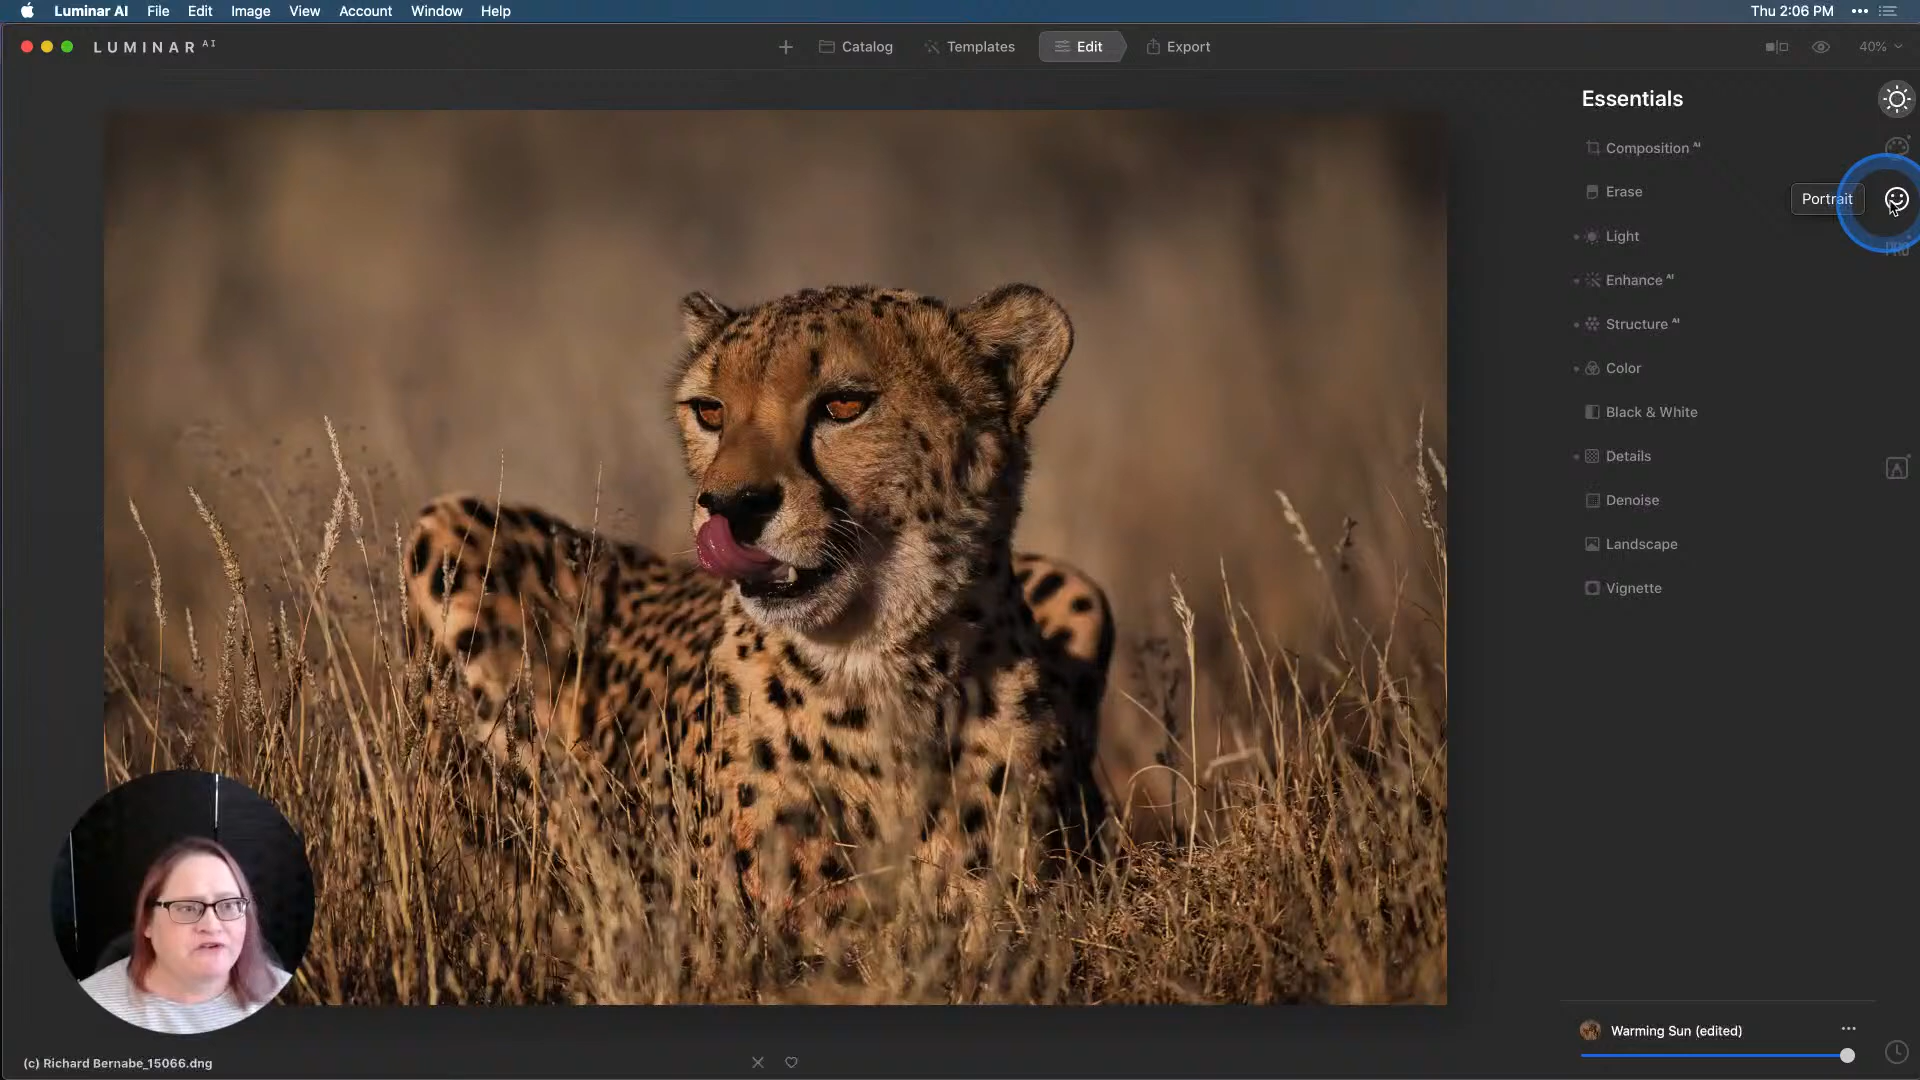 Luminar AI File Edit Image View Account Window Help Thu 2:06 PM
LUMINAR AI Catalog Templates Edit Export 40%
Essentials
Composition AI
Erase
Portrait
Light
PRO
Enhance AI
Structure AI
Color
Black & White
Details
Denoise
Landscape
Vignette
Warming Sun (edited)
(c) Richard Bernabe_15066.dng